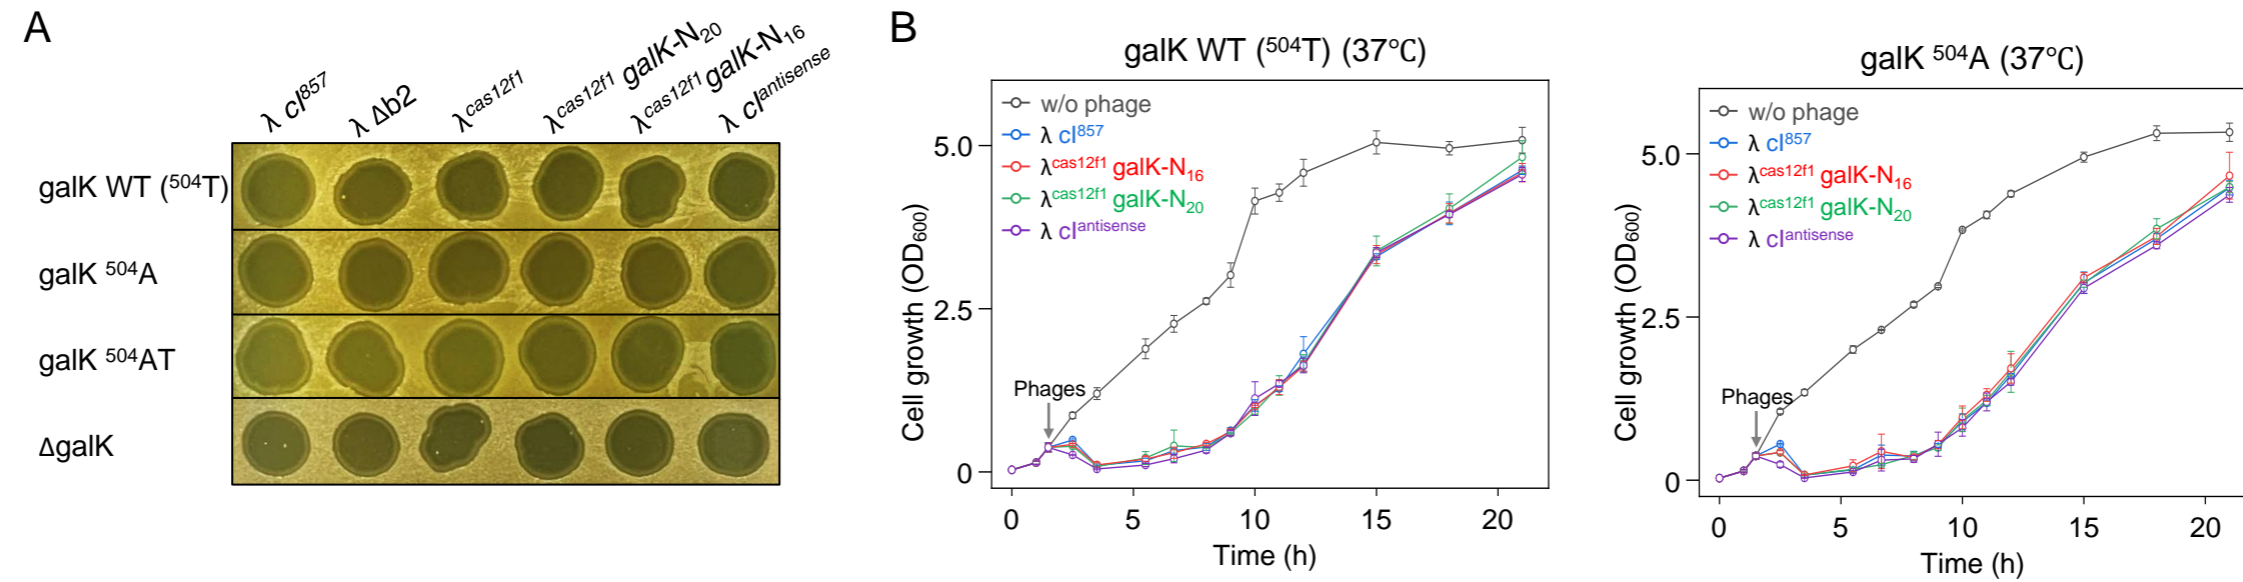 A
λ cI857
λ Δb2
λcas12f1
λcas12f1 galK-N20
λcas12f1 galK-N16
λ cIantisense
galK WT (504T)
galK 504A
galK 504AT
ΔgalK
B
galK WT (504T) (37℃)
w/o phage
λ cI857
λcas12f1 galK-N16
λcas12f1 galK-N20
λ cIantisense
Phages
Cell growth (OD600)
5.0
2.5
0
0 5 10 15 20
Time (h)
galK 504A (37℃)
w/o phage
λ cI857
λcas12f1 galK-N16
λcas12f1 galK-N20
λ cIantisense
Phages
Cell growth (OD600)
5.0
2.5
0
0 5 10 15 20
Time (h)